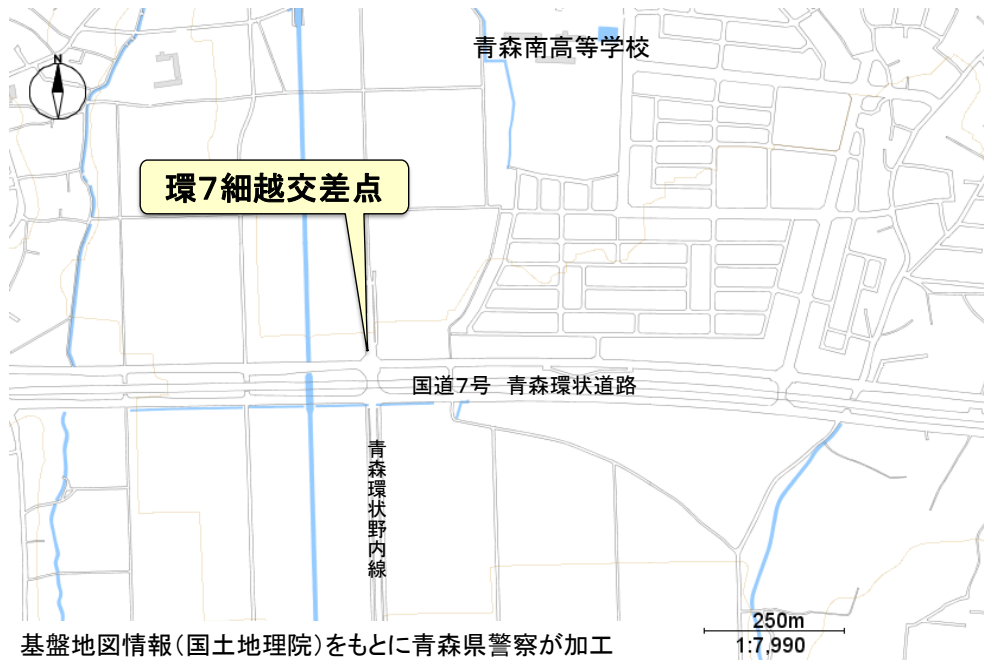 青森南高等学校
N
環7細越交差点
国道7号 青森環状道路
青森環状野内線
250m
1:7,990
基盤地図情報(国土地理院)をもとに青森県警察が加工